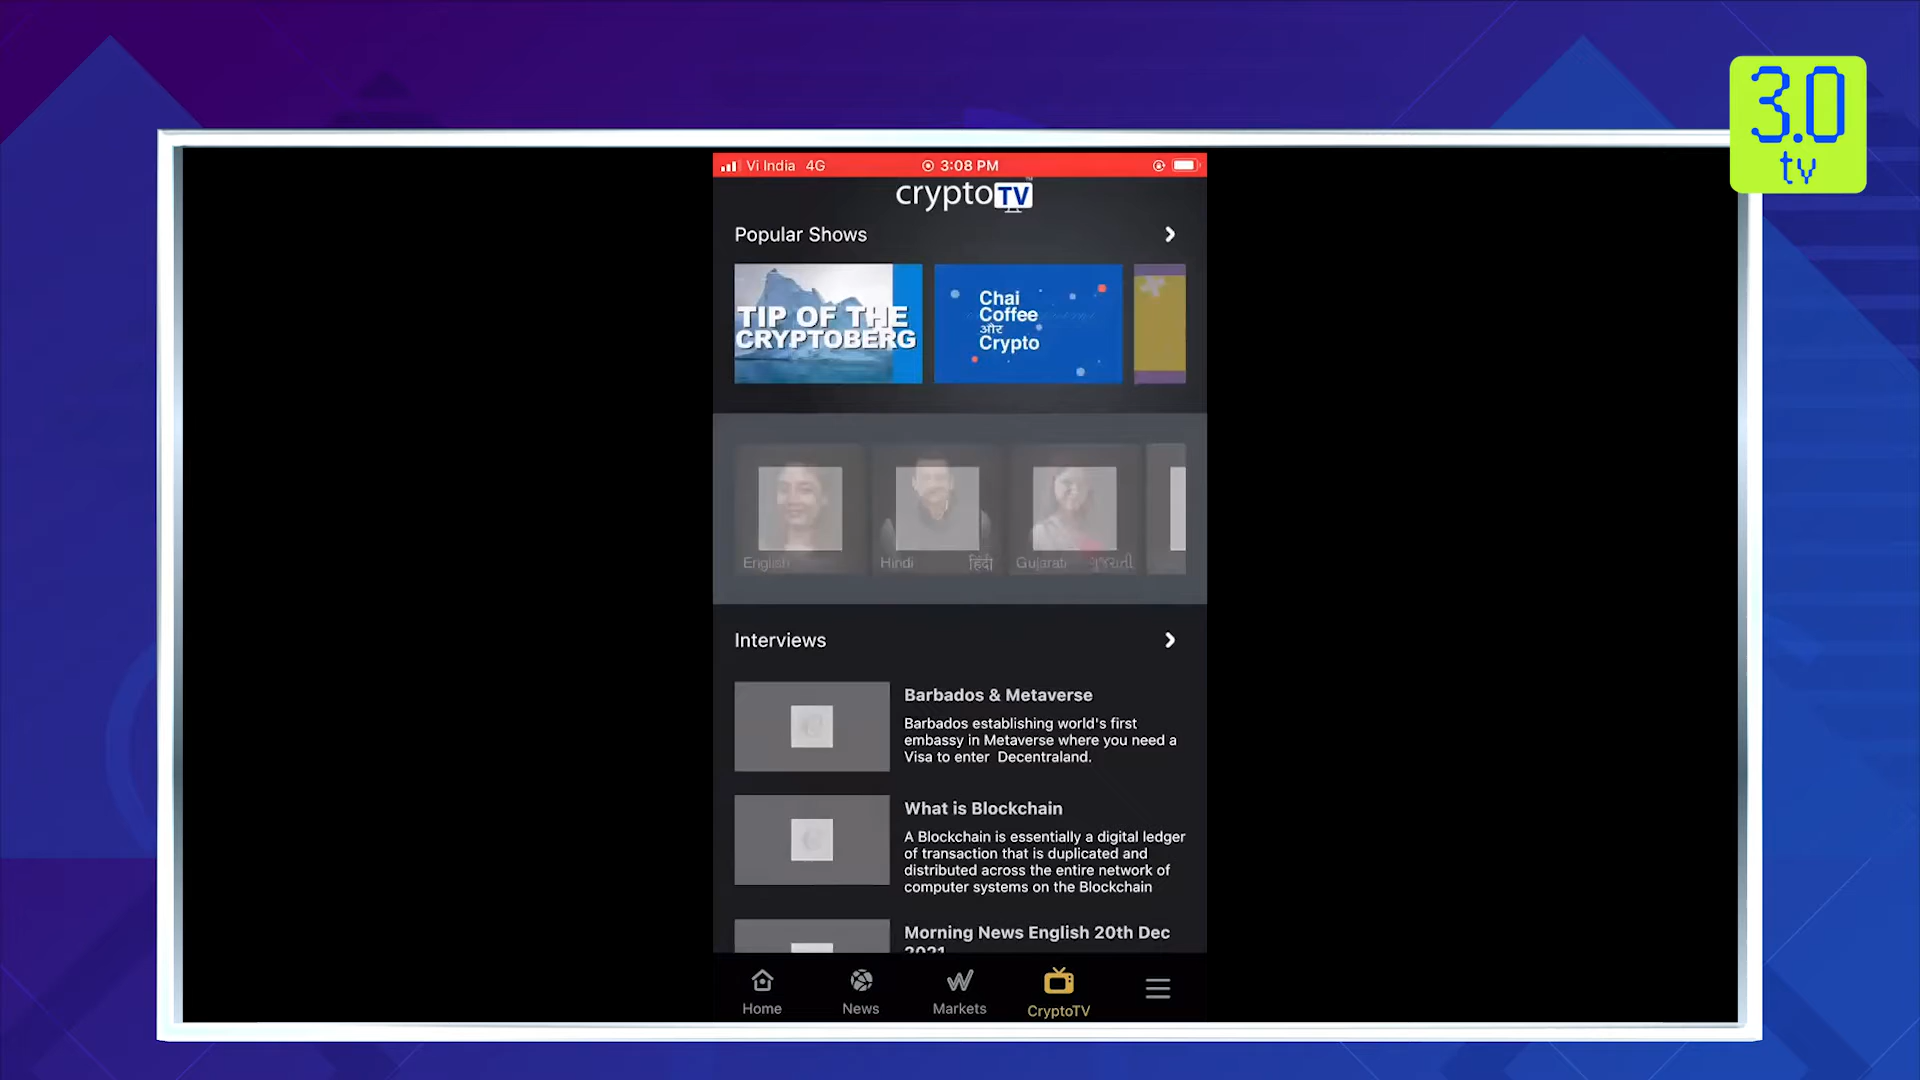 3.0
tv
Vi India 4G 3:08 PM
cryptoTV
Popular Shows
TIP OF THE
CRYPTOBERG
Chai
Coffee
और
Crypto
English
Hindi हिंदी
Gujarati ગુજરાતી
Interviews
Barbados & Metaverse
Barbados establishing world's first
embassy in Metaverse where you need a
Visa to enter Decentraland.
What is Blockchain
A Blockchain is essentially a digital ledger
of transaction that is duplicated and
distributed across the entire network of
computer systems on the Blockchain
Morning News English 20th Dec
2021
Home News Markets CryptoTV